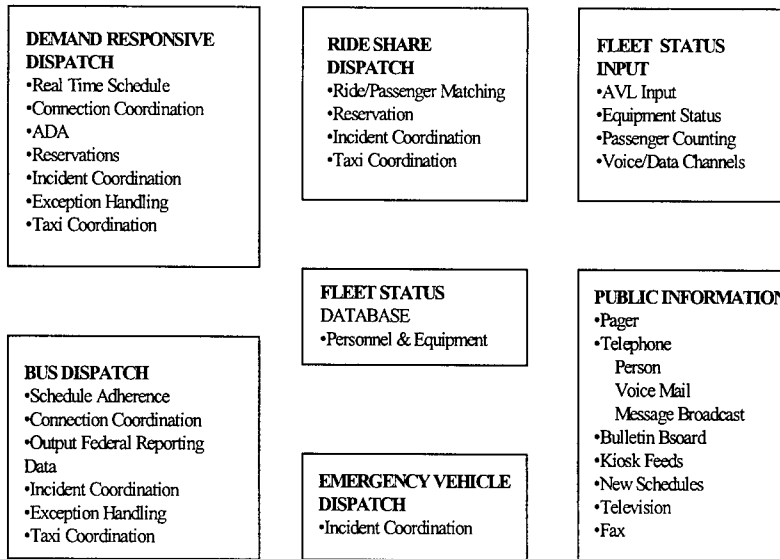 DEMAND RESPONSIVE
DISPATCH
•Real Time Schedule
•Connection Coordination
•ADA
•Reservations
•Incident Coordination
•Exception Handling
•Taxi Coordination
RIDE SHARE
DISPATCH
•Ride/Passenger Matching
•Reservation
•Incident Coordination
•Taxi Coordination
FLEET STATUS
INPUT
•AVL Input
•Equipment Status
•Passenger Counting
•Voice/Data Channels
FLEET STATUS
DATABASE
•Personnel & Equipment
PUBLIC INFORMATION
•Pager
•Telephone
Person
Voice Mail
Message Broadcast
•Bulletin Bsoard
•Kiosk Feeds
•New Schedules
•Television
•Fax
BUS DISPATCH
•Schedule Adherence
•Connection Coordination
•Output Federal Reporting
Data
•Incident Coordination
•Exception Handling
•Taxi Coordination
EMERGENCY VEHICLE
DISPATCH
•Incident Coordination